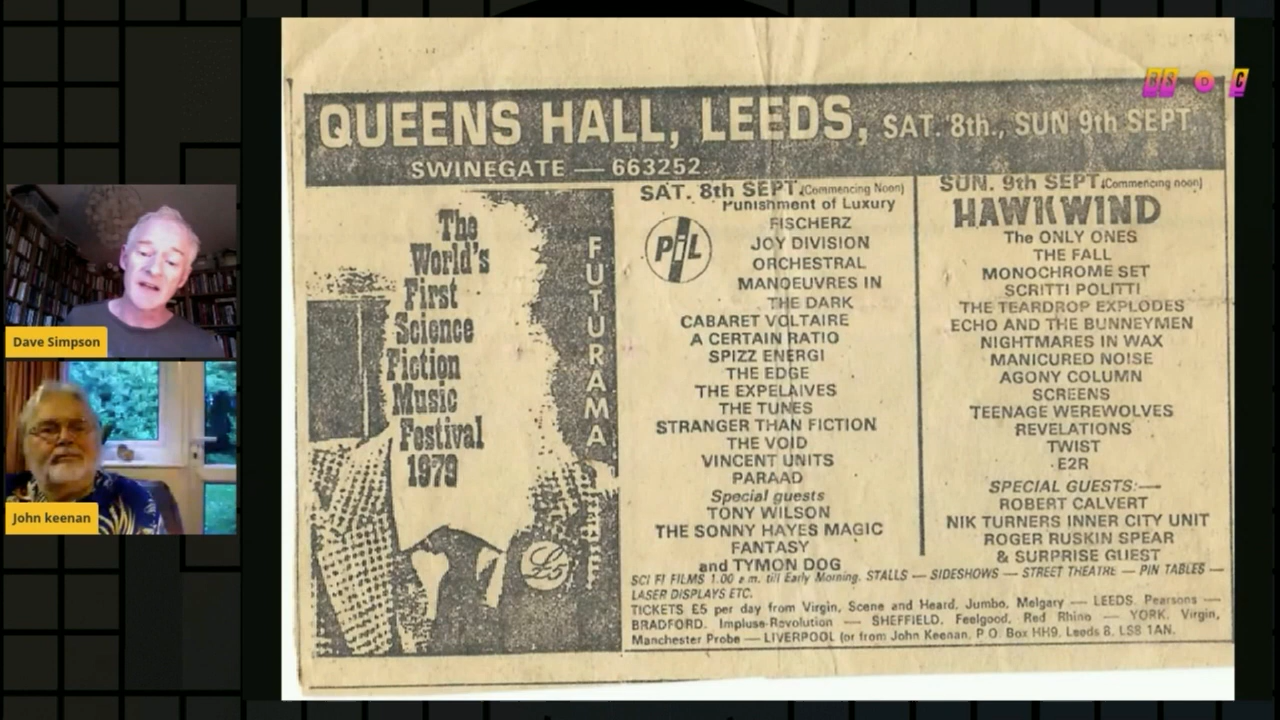 QUEENS HALL, LEEDS, SAT. 8th., SUN 9th SEPT
SWINEGATE — 663252
The
World's
First
Science
Fiction
Music
Festival
1979
FUTURAMA
£5
SAT. 8th SEPT. (Commencing Noon)
Punishment of Luxury
PiL
FISCHERZ
JOY DIVISION
ORCHESTRAL
MANOEUVRES IN
THE DARK
CABARET VOLTAIRE
A CERTAIN RATIO
SPIZZ ENERGI
THE EDGE
THE EXPELAIVES
THE TUNES
STRANGER THAN FICTION
THE VOID
VINCENT UNITS
PARAAD
Special guests
TONY WILSON
THE SONNY HAYES MAGIC
FANTASY
and TYMON DOG
SUN. 9th SEPT. (Commencing noon)
HAWKWIND
The ONLY ONES
THE FALL
MONOCHROME SET
SCRITTI POLITTI
THE TEARDROP EXPLODES
ECHO AND THE BUNNEYMEN
NIGHTMARES IN WAX
MANICURED NOISE
AGONY COLUMN
SCREENS
TEENAGE WEREWOLVES
REVELATIONS
TWIST
E2R
SPECIAL GUESTS:—
ROBERT CALVERT
NIK TURNERS INNER CITY UNIT
ROGER RUSKIN SPEAR
& SURPRISE GUEST
SCI FI FILMS 1.00 a.m. till Early Morning. STALLS — SIDESHOWS — STREET THEATRE — PIN TABLES —
LASER DISPLAYS ETC.
TICKETS £5 per day from Virgin, Scene and Heard, Jumbo, Melgary — LEEDS. Pearsons —
BRADFORD. Impluse-Revolution — SHEFFIELD, Feelgood, Red Rhino — YORK. Virgin,
Manchester Probe — LIVERPOOL (or from John Keenan, P.O. Box HH9, Leeds 8. LS8 1AN.
Dave Simpson
John keenan